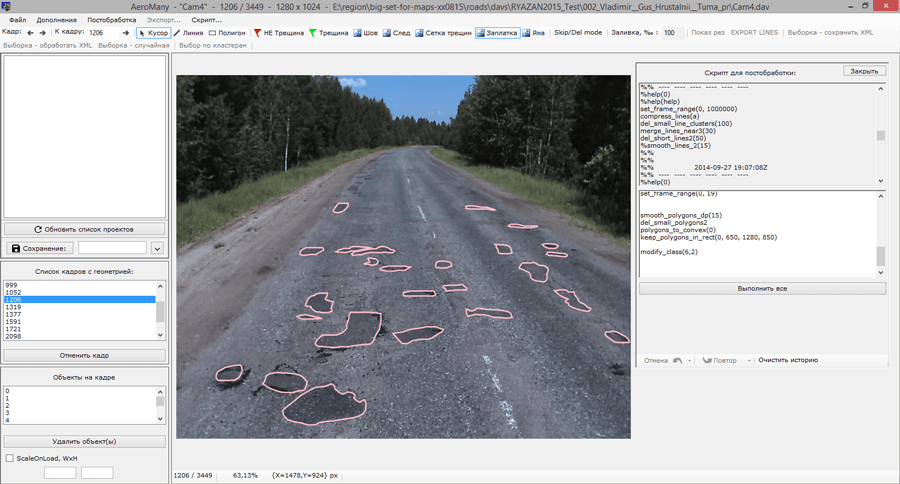 AeroMany - "Cam4" - 1206 / 3449 - 1280 x 1024 - E:\region\big-set-for-maps-xx0815\roads\davs\RYAZAN2015_Test\002_Vladimir__Gus_Hrustalnii__Tuma_pr\Cam4.dav
Файл Дополнения Постобработка Экспорт... Сетка... Скрипты
Кадр: К кадру: 1206 Курсор Линия Полигон НЕ Трещина Трещина Шов След Сетка трещин Заплатка Яна Skip/Del mode Заливка, ‰ : 100 Показ рез EXPORT LINES Выборка - сохранить XML
Выборка - обработать XML Выборка - случайная Выбор по кластерам
Обновить список проектов
Сохранение:
Список кадров с геометрией:
999
1052
1206
1319
1377
1591
1721
2098
Отменить кадр
Объекты на кадре
0
1
2
3
4
Удалить объект(ы)
ScaleOnLoad, WxH
Скрипт для постобработки:
Закрыть
%% ---- ---- ---- ---- ---- ----
%help(0)
%help(help)
set_frame_range(0, 1000000)
compress_lines(a)
del_small_line_clusters(100)
merge_lines_near3(30)
del_short_lines2(50)
%smooth_lines_2(15)
%%
%%
%% 2014-09-27 19:07:08Z
%% ---- ---- ---- ---- ---- ----
%help(0)
set_frame_range(0, 19)
smooth_polygons_dp(15)
del_small_polygons2
polygons_to_convex(0)
keep_polygons_in_rect(0, 650, 1280, 850)
modify_class(6,2)
Выполнить все
Отмена Повтор Очистить историю
1206 / 3449 63,13% {X=1478,Y=924} px